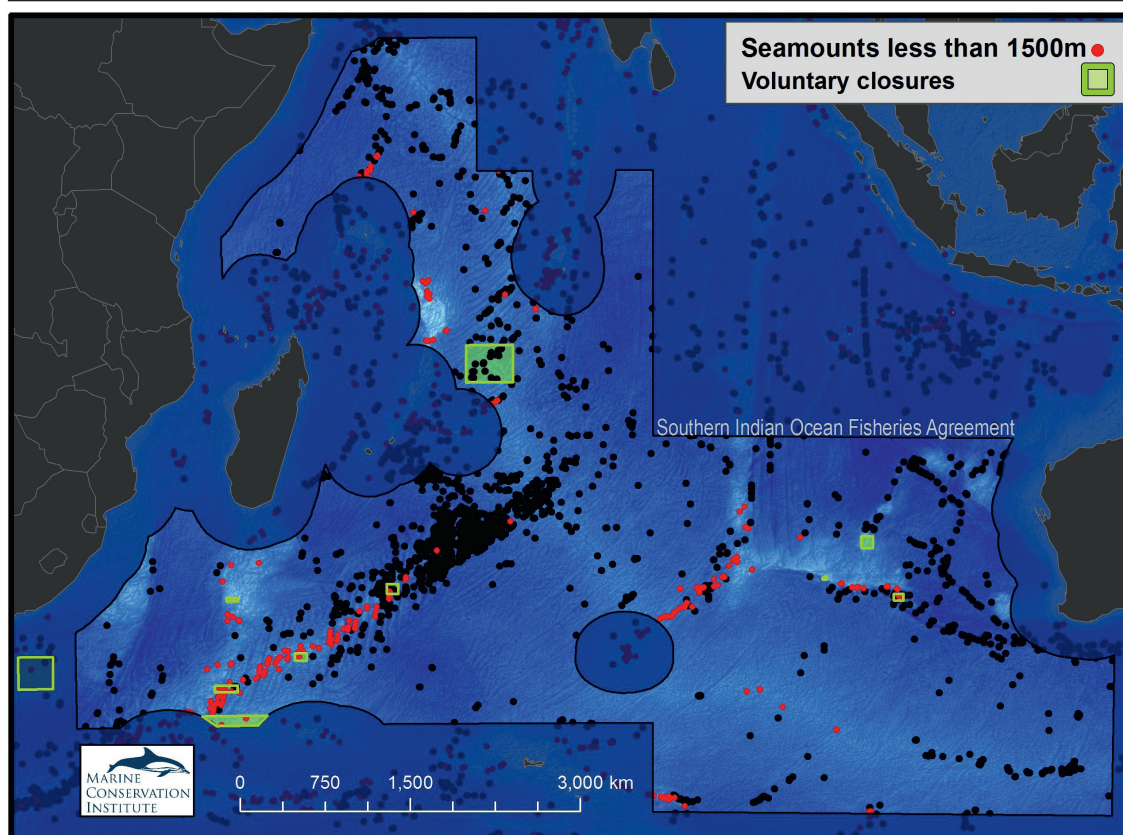 Seamounts less than 1500m
Voluntary closures
Southern Indian Ocean Fisheries Agreement
MARINE
CONSERVATION
INSTITUTE
0 750 1,500 3,000 km